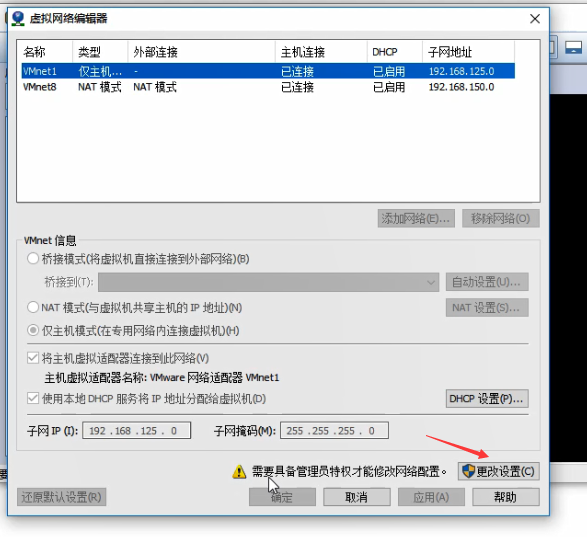 虚拟网络编辑器
名称 类型 外部连接 主机连接 DHCP 子网地址
VMnet1 仅主机... - 已连接 已启用 192.168.125.0
VMnet8 NAT 模式 NAT 模式 已连接 已启用 192.168.150.0
添加网络(E)... 移除网络(O)
VMnet 信息
桥接模式(将虚拟机直接连接到外部网络)(B)
桥接到(T): 自动设置(U)...
NAT 模式(与虚拟机共享主机的 IP 地址)(N) NAT 设置(S)...
仅主机模式(在专用网络内连接虚拟机)(H)
将主机虚拟适配器连接到此网络(V)
主机虚拟适配器名称: VMware 网络适配器 VMnet1
使用本地 DHCP 服务将 IP 地址分配给虚拟机(D) DHCP 设置(P)...
子网 IP (I): 192 . 168 . 125 . 0 子网掩码(M): 255 . 255 . 255 . 0
需要具备管理员特权才能修改网络配置。 更改设置(C)
还原默认设置(R) 确定 取消 应用(A) 帮助